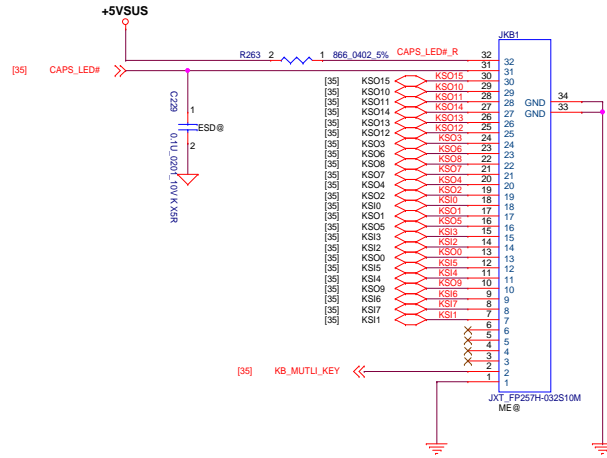 +5VSUS
JKB1
R263 2 1 866_0402_5% CAPS_LED#_R 32 32
[35] CAPS_LED# 31 31
[35] KSO15 KSO15 30 30
[35] KSO10 KSO10 29 29
[35] KSO11 KSO11 28 28 GND 34
[35] KSO14 KSO14 27 27 GND 33
[35] KSO13 KSO13 26 26
[35] KSO12 KSO12 25 25
[35] KSO3 KSO3 24 24
[35] KSO6 KSO6 23 23
[35] KSO8 KSO8 22 22
[35] KSO7 KSO7 21 21
[35] KSO4 KSO4 20 20
[35] KSO2 KSO2 19 19
[35] KSI0 KSI0 18 18
[35] KSO1 KSO1 17 17
[35] KSO5 KSO5 16 16
[35] KSI3 KSI3 15 15
[35] KSI2 KSI2 14 14
[35] KSO0 KSO0 13 13
[35] KSI5 KSI5 12 12
[35] KSI4 KSI4 11 11
[35] KSO9 KSO9 10 10
[35] KSI6 KSI6 9 9
[35] KSI7 KSI7 8 8
[35] KSI1 KSI1 7 7
6 6
5 5
4 4
3 3
[35] KB_MUTLI_KEY 2 2
1 1
C229
1
ESD@
2
0.1U_0201_10V K X5R
JXT_FP257H-032S10M
ME@